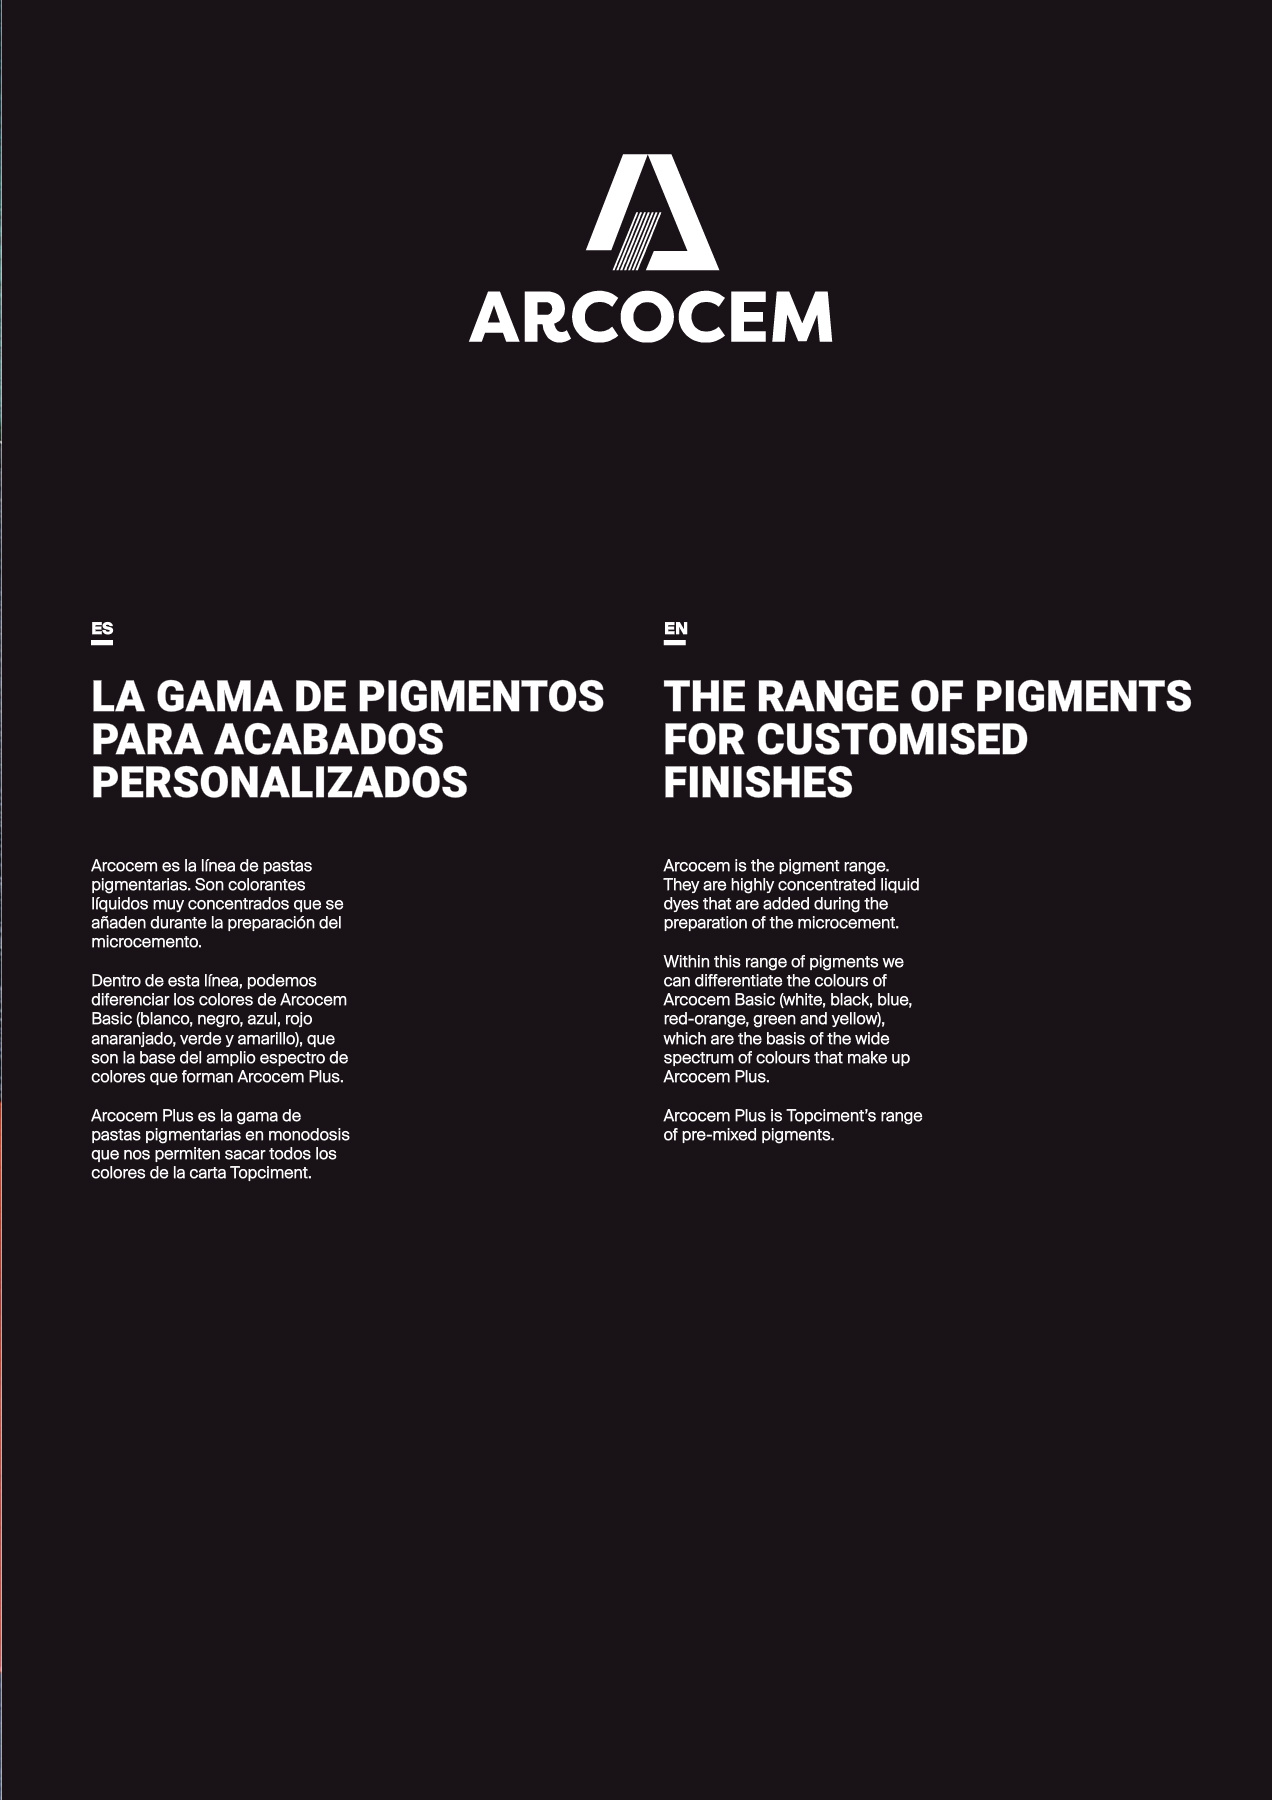 ARCOCEM
ES
LA GAMA DE PIGMENTOS
PARA ACABADOS
PERSONALIZADOS
Arcocem es la línea de pastas
pigmentarias. Son colorantes
líquidos muy concentrados que se
añaden durante la preparación del
microcemento.
Dentro de esta línea, podemos
diferenciar los colores de Arcocem
Basic (blanco, negro, azul, rojo
anaranjado, verde y amarillo), que
son la base del amplio espectro de
colores que forman Arcocem Plus.
Arcocem Plus es la gama de
pastas pigmentarias en monodosis
que nos permiten sacar todos los
colores de la carta Topciment.
EN
THE RANGE OF PIGMENTS
FOR CUSTOMISED
FINISHES
Arcocem is the pigment range.
They are highly concentrated liquid
dyes that are added during the
preparation of the microcement.
Within this range of pigments we
can differentiate the colours of
Arcocem Basic (white, black, blue,
red-orange, green and yellow),
which are the basis of the wide
spectrum of colours that make up
Arcocem Plus.
Arcocem Plus is Topciment’s range
of pre-mixed pigments.